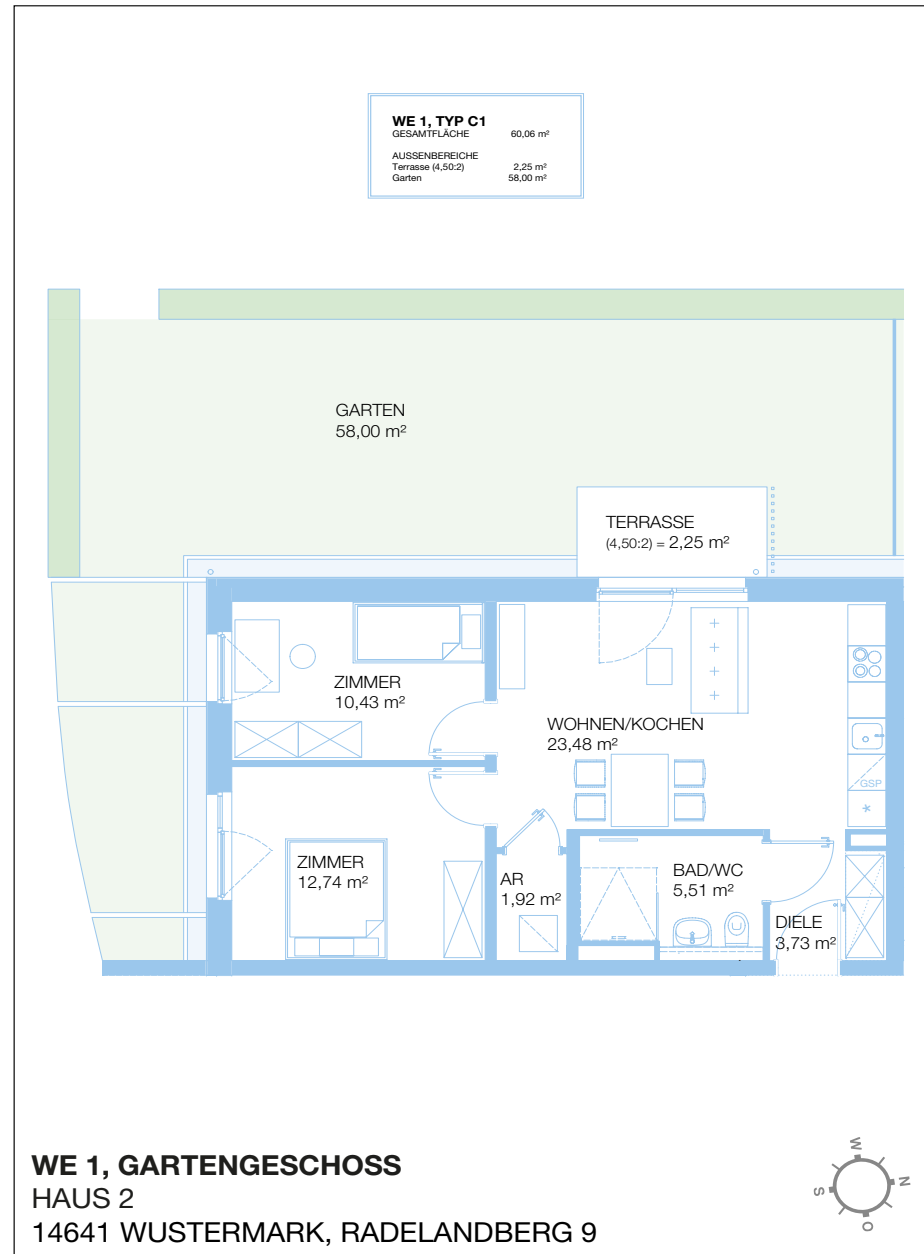 WE 1, TYP C1
GESAMTFLÄCHE 60,06 m²
AUSSENBEREICHE
Terrasse (4,50:2) 2,25 m²
Garten 58,00 m²
GARTEN
58,00 m²
TERRASSE
(4,50:2) = 2,25 m²
ZIMMER
10,43 m²
WOHNEN/KOCHEN
23,48 m²
GSP
*
ZIMMER
12,74 m²
AR
1,92 m²
BAD/WC
5,51 m²
DIELE
3,73 m²
WE 1, GARTENGESCHOSS
HAUS 2
14641 WUSTERMARK, RADELANDBERG 9
W
N
S
O